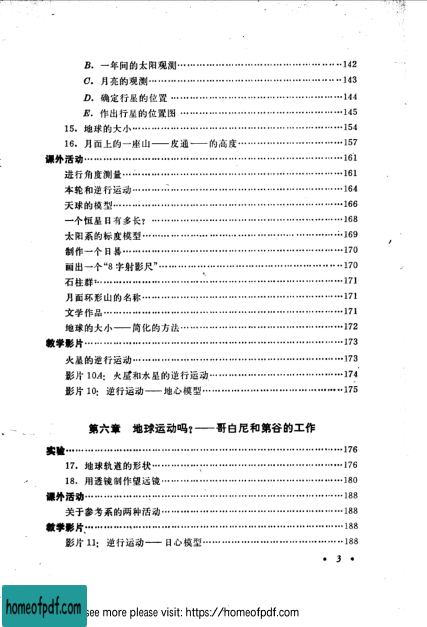 B. 一年间的太阳观测……142
C. 月亮的观测……143
D. 确定行星的位置……144
E. 作出行星的位置图……145
15. 地球的大小……154
16. 月面上的一座山——皮通——的高度……157
课外活动……161
进行角度测量……161
本轮和逆行运动……164
天球的模型……166
一个恒星日有多长?……168
太阳系的标度模型……169
制作一个日晷……170
画出一个“8字射影尺”……170
石柱群……171
月面环形山的名称……171
文学作品……171
地球的大小——简化的方法……172
教学影片……173
火星的逆行运动……173
影片10A: 火星和水星的逆行运动……174
影片10: 逆行运动——地心模型……175
第六章 地球运动吗?——哥白尼和第谷的工作
实验……176
17. 地球轨道的形状……176
18. 用透镜制作望远镜……180
课外活动……188
关于参考系的两种活动……188
教学影片……188
影片11: 逆行运动——日心模型……188
• 3 •
homeofpdf.com
see more please visit: https://homeofpdf.com